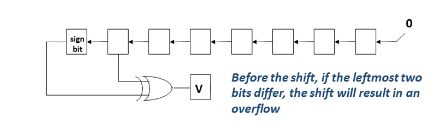 0
sign
bit
V
Before the shift, if the leftmost two
bits differ, the shift will result in an
overflow